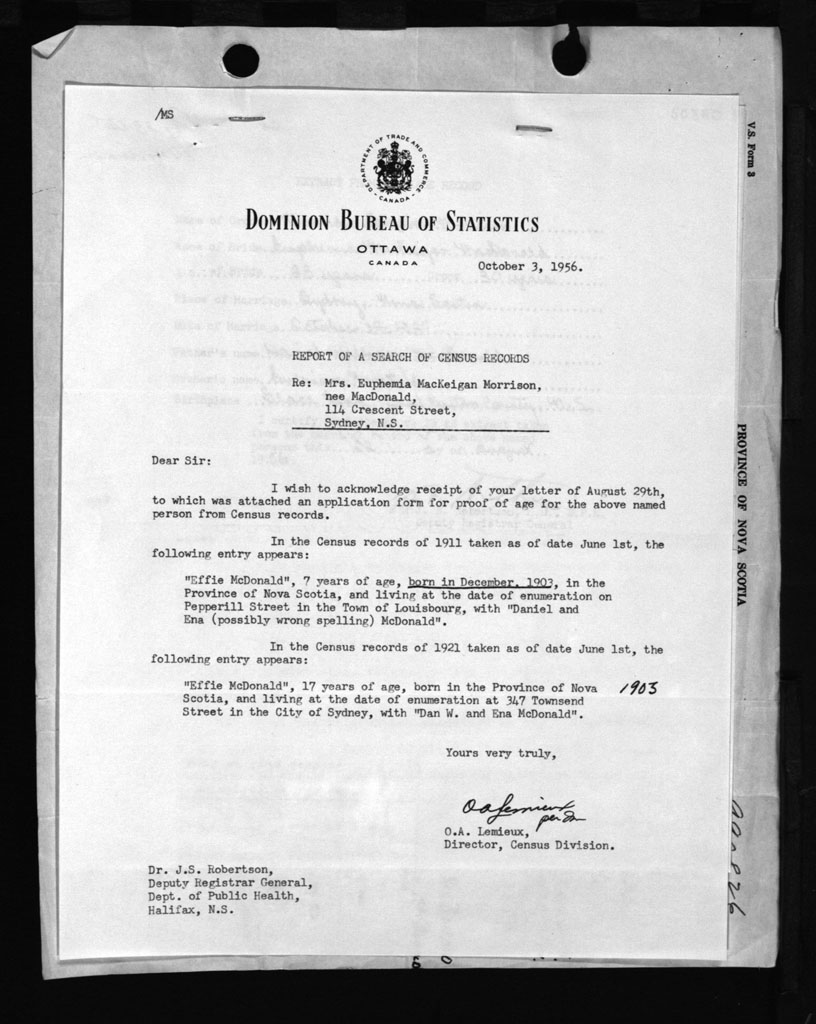 /MS
DEPARTMENT OF TRADE AND COMMERCE
CANADA
DOMINION BUREAU OF STATISTICS
OTTAWA
CANADA
October 3, 1956.
REPORT OF A SEARCH OF CENSUS RECORDS
Re: Mrs. Euphemia MacKeigan Morrison,
nee MacDonald,
114 Crescent Street,
Sydney, N.S.
Dear Sir:
I wish to acknowledge receipt of your letter of August 29th,
to which was attached an application form for proof of age for the above named
person from Census records.
In the Census records of 1911 taken as of date June 1st, the
following entry appears:
"Effie McDonald", 7 years of age, born in December, 1903, in the
Province of Nova Scotia, and living at the date of enumeration on
Pepperill Street in the Town of Louisbourg, with "Daniel and
Ena (possibly wrong spelling) McDonald".
In the Census records of 1921 taken as of date June 1st, the
following entry appears:
"Effie McDonald", 17 years of age, born in the Province of Nova 1903
Scotia, and living at the date of enumeration at 347 Townsend
Street in the City of Sydney, with "Dan W. and Ena McDonald".
Yours very truly,
OALemieux
per
O.A. Lemieux,
Director, Census Division.
Dr. J.S. Robertson,
Deputy Registrar General,
Dept. of Public Health,
Halifax, N.S.
V.S. Form 3
PROVINCE OF NOVA SCOTIA